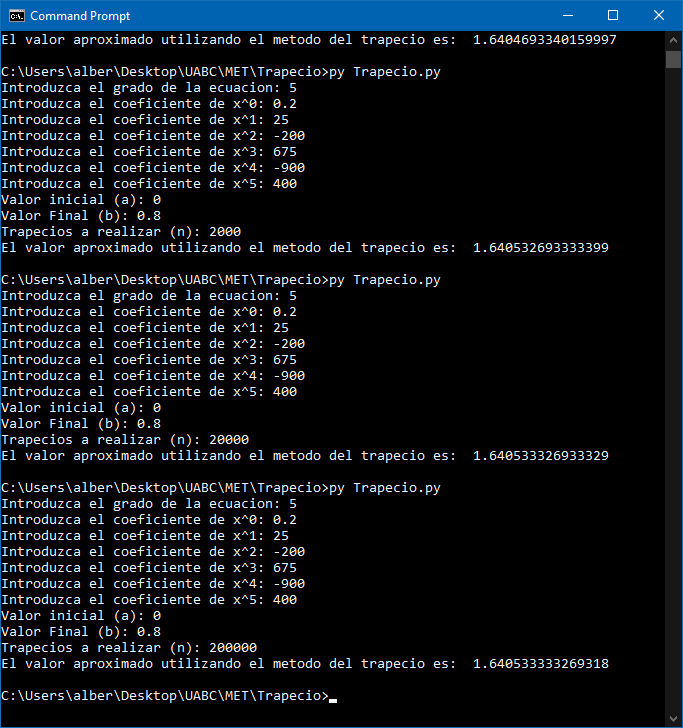 Command Prompt
El valor aproximado utilizando el metodo del trapecio es:  1.6404693340159997
C:\Users\alber\Desktop\UABC\MET\Trapecio>py Trapecio.py
Introduzca el grado de la ecuacion: 5
Introduzca el coeficiente de x^0: 0.2
Introduzca el coeficiente de x^1: 25
Introduzca el coeficiente de x^2: -200
Introduzca el coeficiente de x^3: 675
Introduzca el coeficiente de x^4: -900
Introduzca el coeficiente de x^5: 400
Valor inicial (a): 0
Valor Final (b): 0.8
Trapecios a realizar (n): 2000
El valor aproximado utilizando el metodo del trapecio es:  1.640532693333399
C:\Users\alber\Desktop\UABC\MET\Trapecio>py Trapecio.py
Introduzca el grado de la ecuacion: 5
Introduzca el coeficiente de x^0: 0.2
Introduzca el coeficiente de x^1: 25
Introduzca el coeficiente de x^2: -200
Introduzca el coeficiente de x^3: 675
Introduzca el coeficiente de x^4: -900
Introduzca el coeficiente de x^5: 400
Valor inicial (a): 0
Valor Final (b): 0.8
Trapecios a realizar (n): 20000
El valor aproximado utilizando el metodo del trapecio es:  1.640533326933329
C:\Users\alber\Desktop\UABC\MET\Trapecio>py Trapecio.py
Introduzca el grado de la ecuacion: 5
Introduzca el coeficiente de x^0: 0.2
Introduzca el coeficiente de x^1: 25
Introduzca el coeficiente de x^2: -200
Introduzca el coeficiente de x^3: 675
Introduzca el coeficiente de x^4: -900
Introduzca el coeficiente de x^5: 400
Valor inicial (a): 0
Valor Final (b): 0.8
Trapecios a realizar (n): 200000
El valor aproximado utilizando el metodo del trapecio es:  1.640533333269318
C:\Users\alber\Desktop\UABC\MET\Trapecio>